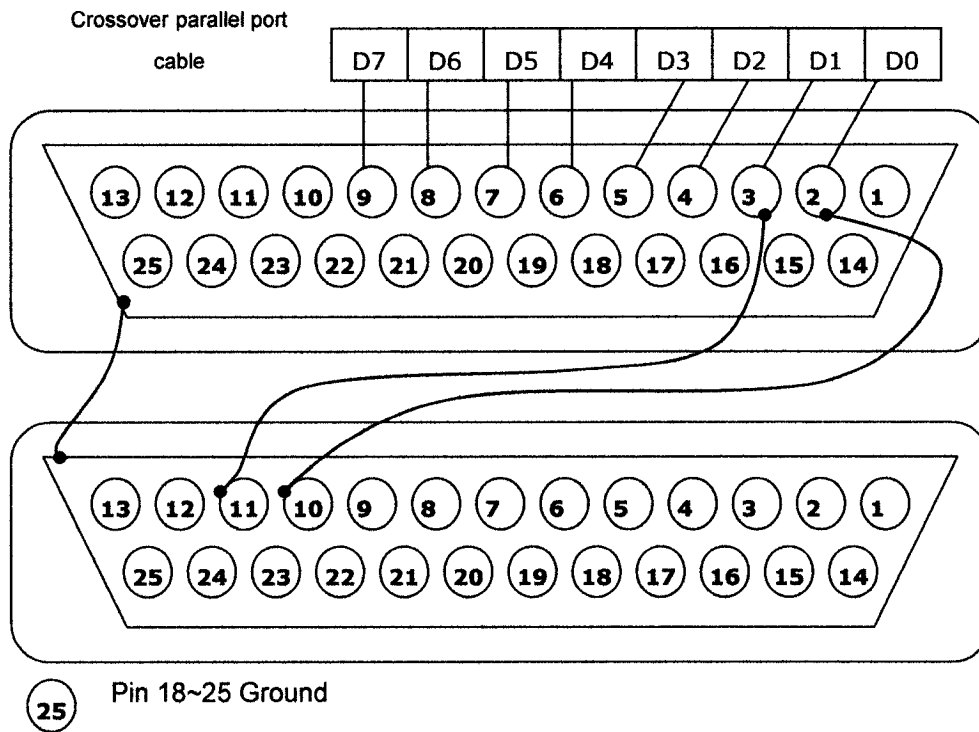 Crossover parallel port
cable
D7 D6 D5 D4 D3 D2 D1 D0
13 12 11 10 9 8 7 6 5 4 3 2 1
25 24 23 22 21 20 19 18 17 16 15 14
13 12 11 10 9 8 7 6 5 4 3 2 1
25 24 23 22 21 20 19 18 17 16 15 14
25 Pin 18~25 Ground